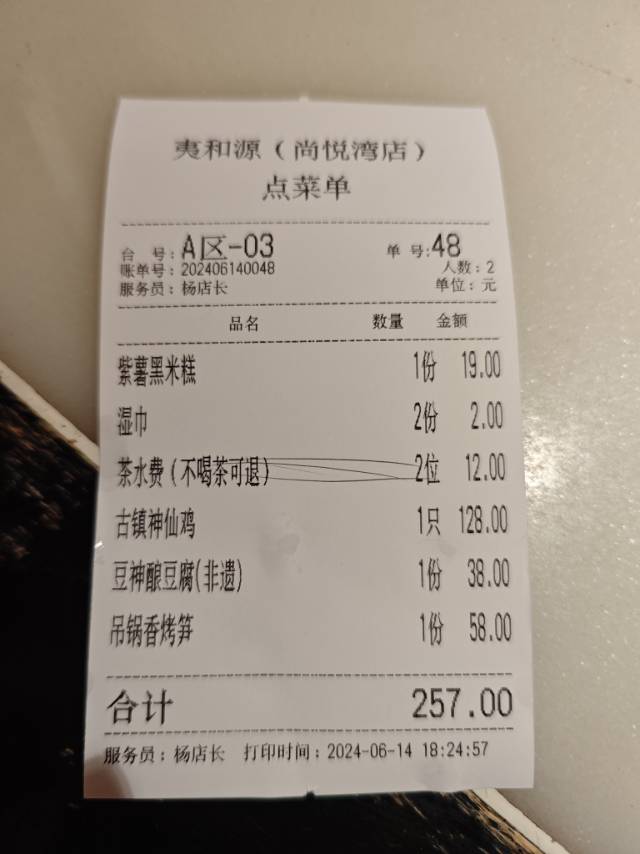 夷和源（尚悦湾店）
点菜单
台 号:A区-03 单 号:48
账单号:202406140048 人数:2
服务员:杨店长 单位:元
品名 数量 金额
紫薯黑米糕 1份 19.00
湿巾 2份 2.00
茶水费(不喝茶可退) 2位 12.00
古镇神仙鸡 1只 128.00
豆神酿豆腐(非遗) 1份 38.00
吊锅香烤笋 1份 58.00
合计 257.00
服务员:杨店长 打印时间:2024-06-14 18:24:57